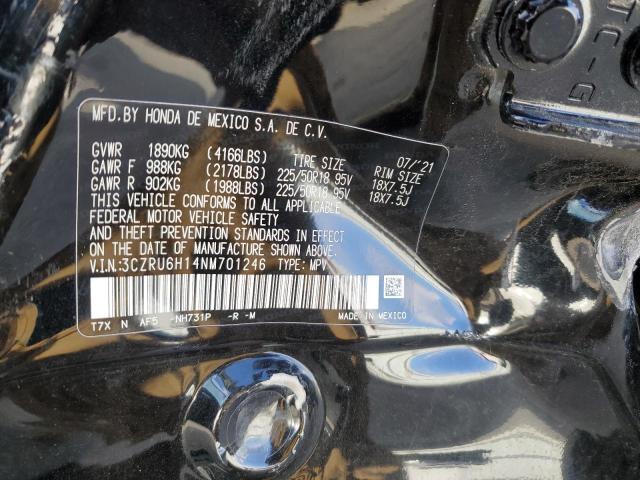 TC-G
MFD. BY HONDA DE MEXICO S.A. DE C.V.
GVWR 1890KG (4166LBS) TIRE SIZE 07/'21
GAWR F 988KG (2178LBS) 225/50R18 95V RIM SIZE 18X7.5J
GAWR R 902KG (1988LBS) 225/50R18 95V 18X7.5J
THIS VEHICLE CONFORMS TO ALL APPLICABLE
FEDERAL MOTOR VEHICLE SAFETY
AND THEFT PREVENTION STANDARDS IN EFFECT
ON THE DATE OF MANUFACTURE SHOWN ABOVE.
V.I.N:3CZRU6H14NM701246 TYPE: MPV
T7X N AF5 -NH731P -R -M MADE IN MEXICO